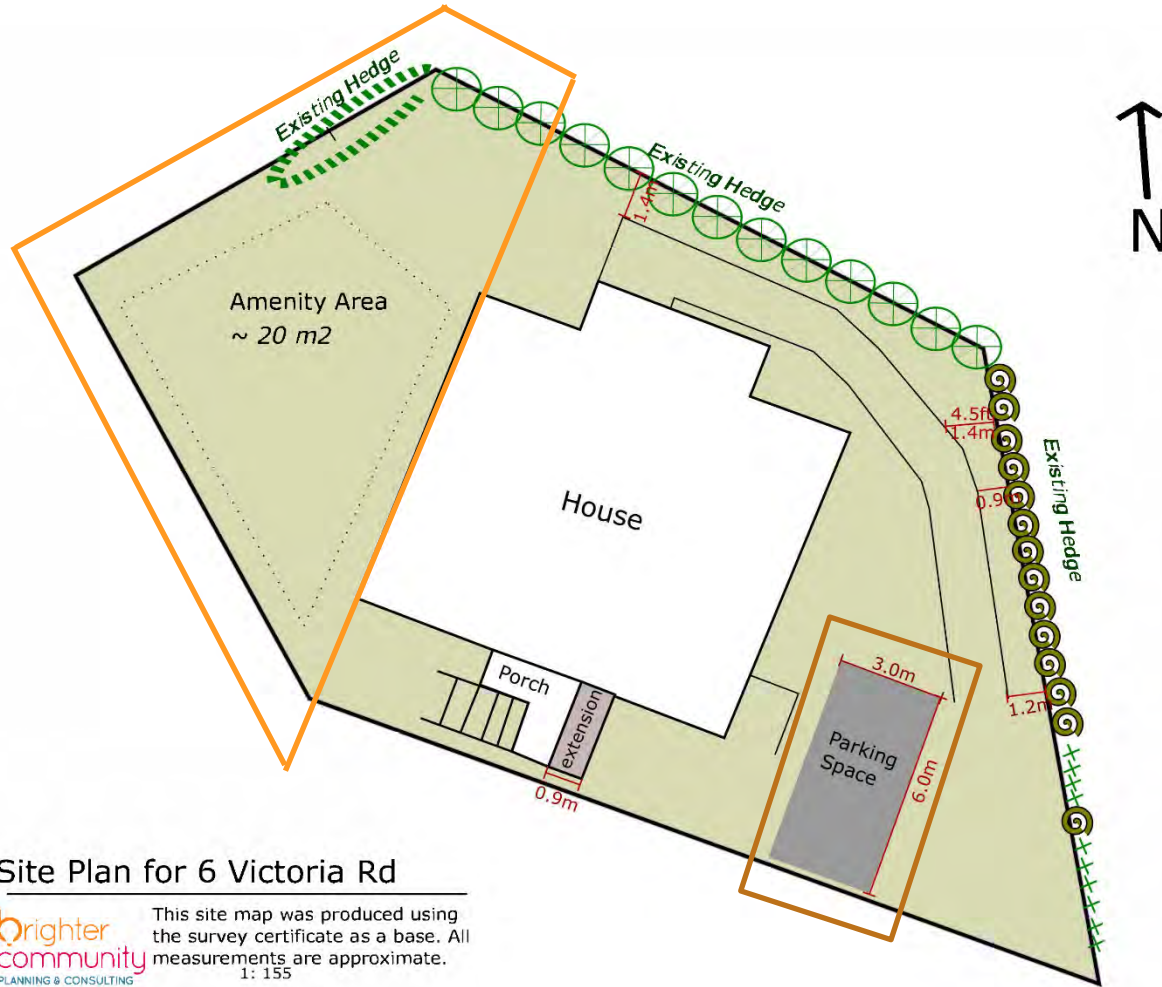 Existing Hedge
Existing Hedge
1.4m
N
Amenity Area
~ 20 m2
4.5ft
1.4m
Existing Hedge
0.9m
House
Porch
extension
3.0m
1.2m
Parking
Space
6.0m
0.9m
Site Plan for 6 Victoria Rd
brighter
community
PLANNING & CONSULTING
This site map was produced using
the survey certificate as a base. All
measurements are approximate.
1: 155